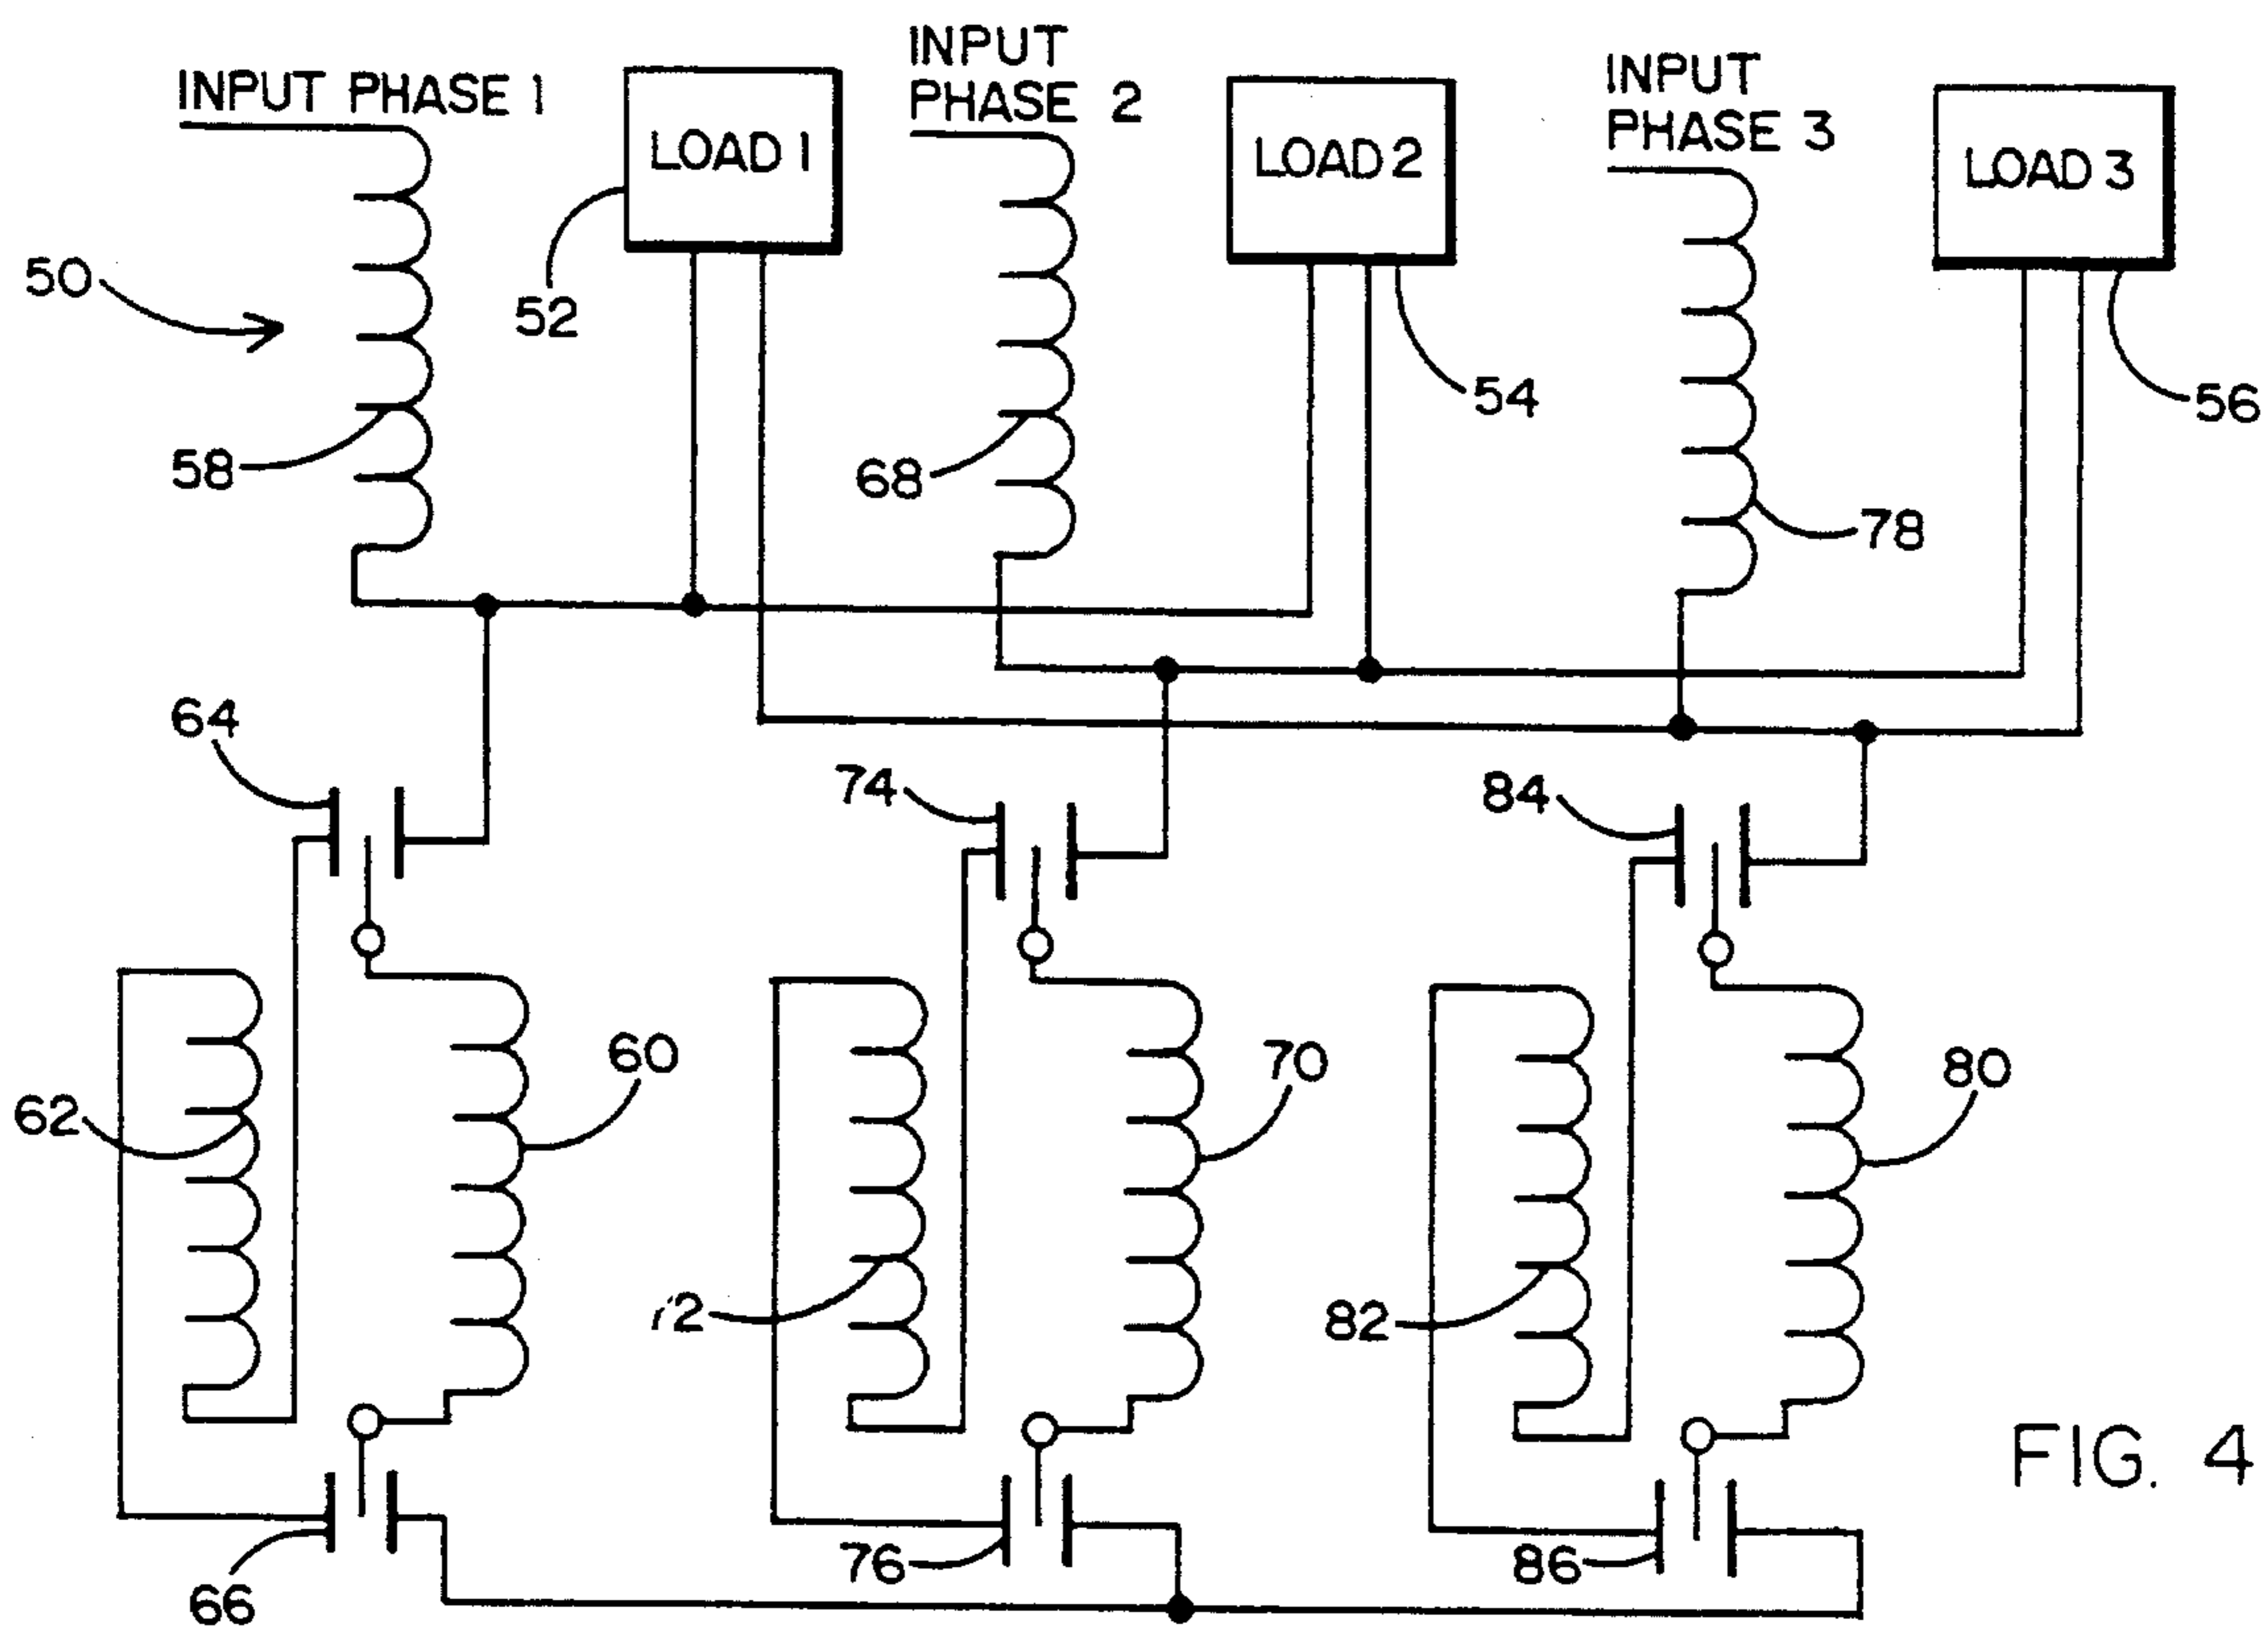 INPUT PHASE 1
LOAD 1
INPUT
PHASE 2
LOAD 2
INPUT
PHASE 3
LOAD 3
50
52
54
56
58
68
78
64
74
84
60
62
70
72
80
82
66
76
86
FIG. 4